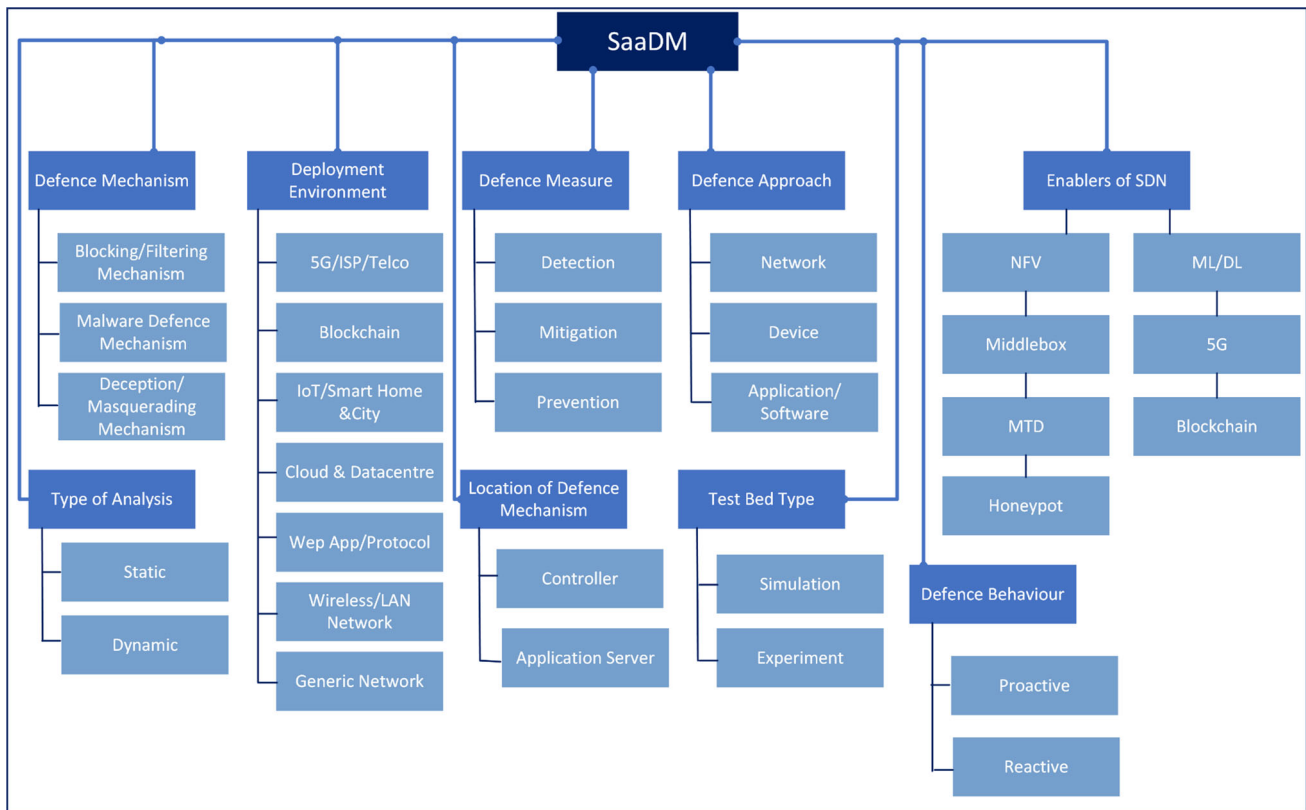 SaaDM
Defence Mechanism
Blocking/Filtering
Mechanism
Malware Defence
Mechanism
Deception/
Masquerading
Mechanism
Type of Analysis
Static
Dynamic
Deployment
Environment
5G/ISP/Telco
Blockchain
IoT/Smart Home
&City
Cloud & Datacentre
Wep App/Protocol
Wireless/LAN
Network
Generic Network
Defence Measure
Detection
Mitigation
Prevention
Location of Defence
Mechanism
Controller
Application Server
Defence Approach
Network
Device
Application/
Software
Test Bed Type
Simulation
Experiment
Enablers of SDN
NFV
Middlebox
MTD
Honeypot
ML/DL
5G
Blockchain
Defence Behaviour
Proactive
Reactive